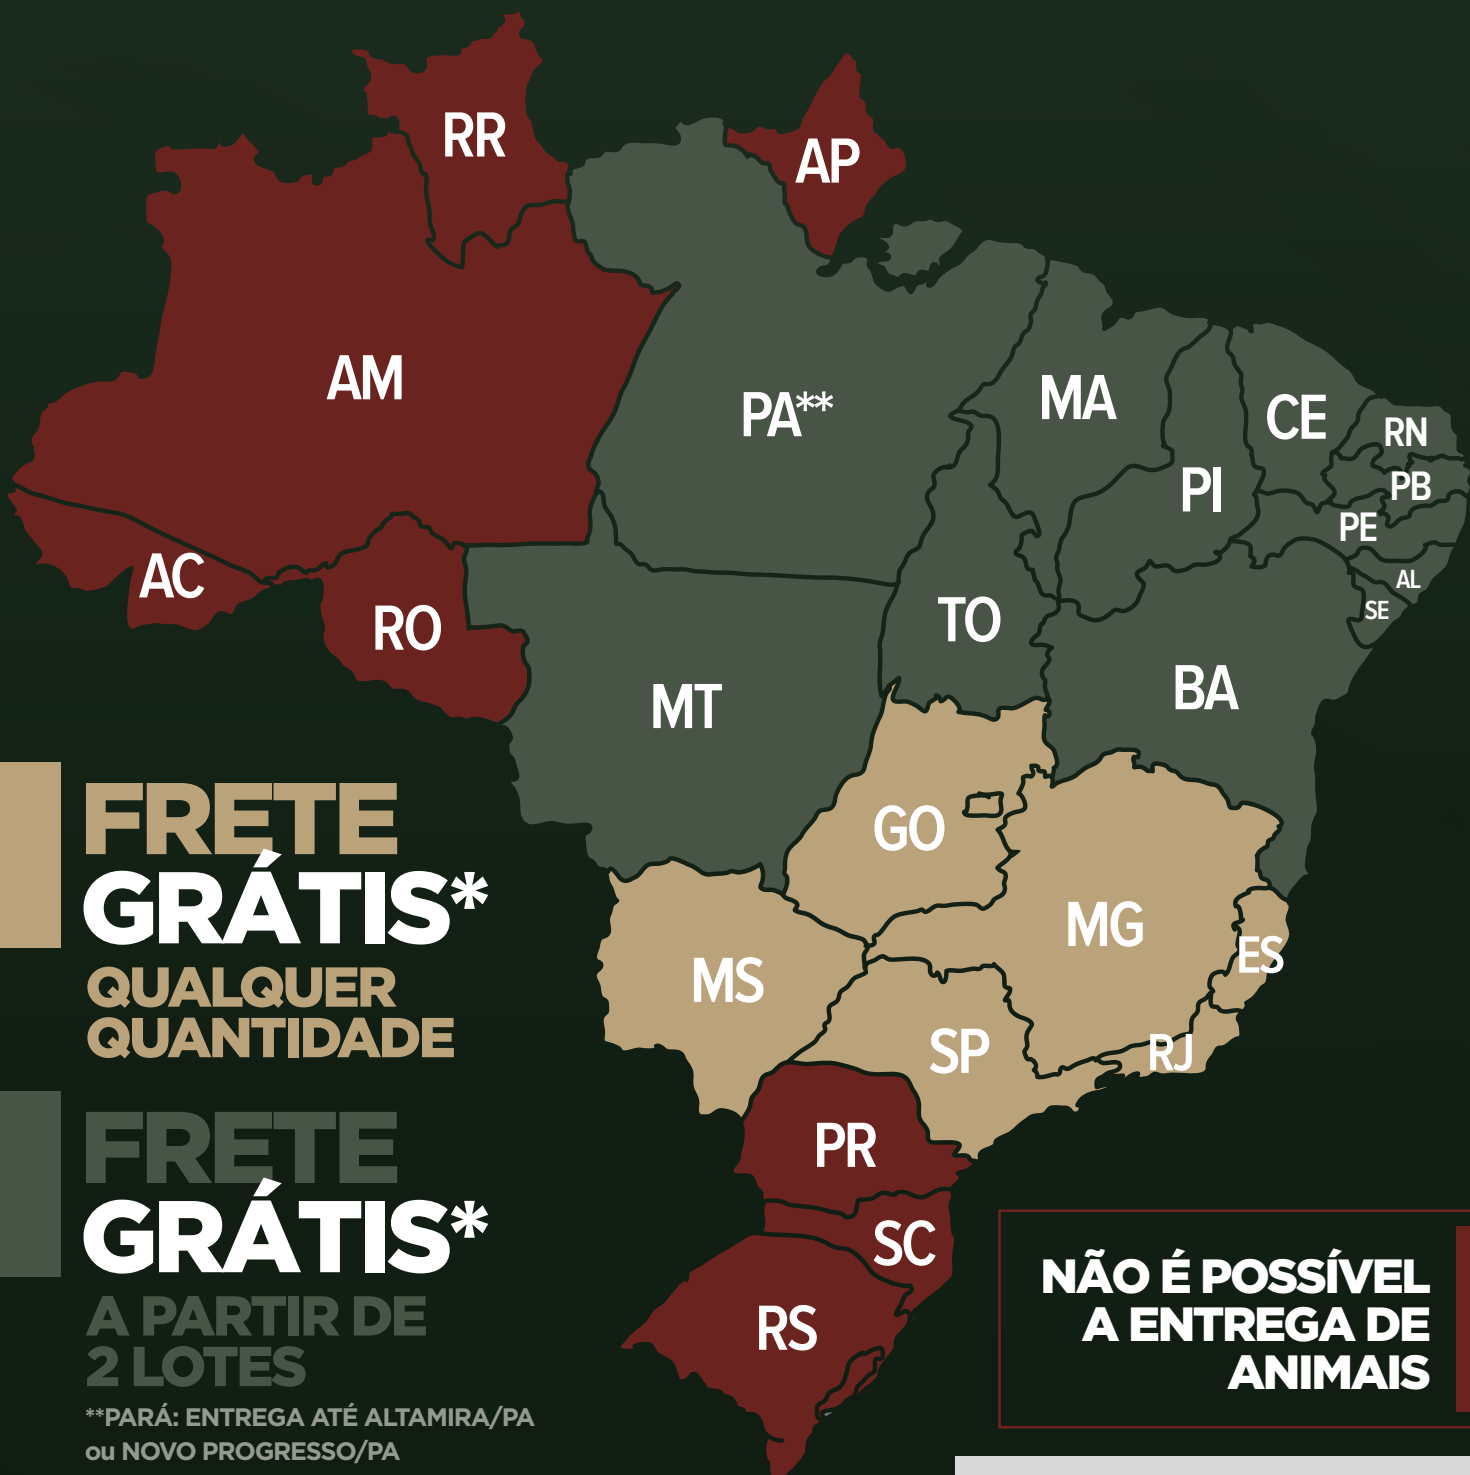 RR
AP
AM
PA**
MA
CE
RN
PI
PB
PE
AC
AL
RO
TO
SE
MT
BA
GO
MG
ES
MS
SP
RJ
PR
SC
RS
FRETE
GRÁTIS*
QUALQUER
QUANTIDADE
FRETE
GRÁTIS*
A PARTIR DE
2 LOTES
**PARÁ: ENTREGA ATÉ ALTAMIRA/PA
ou NOVO PROGRESSO/PA
NÃO É POSSÍVEL
A ENTREGA DE
ANIMAIS